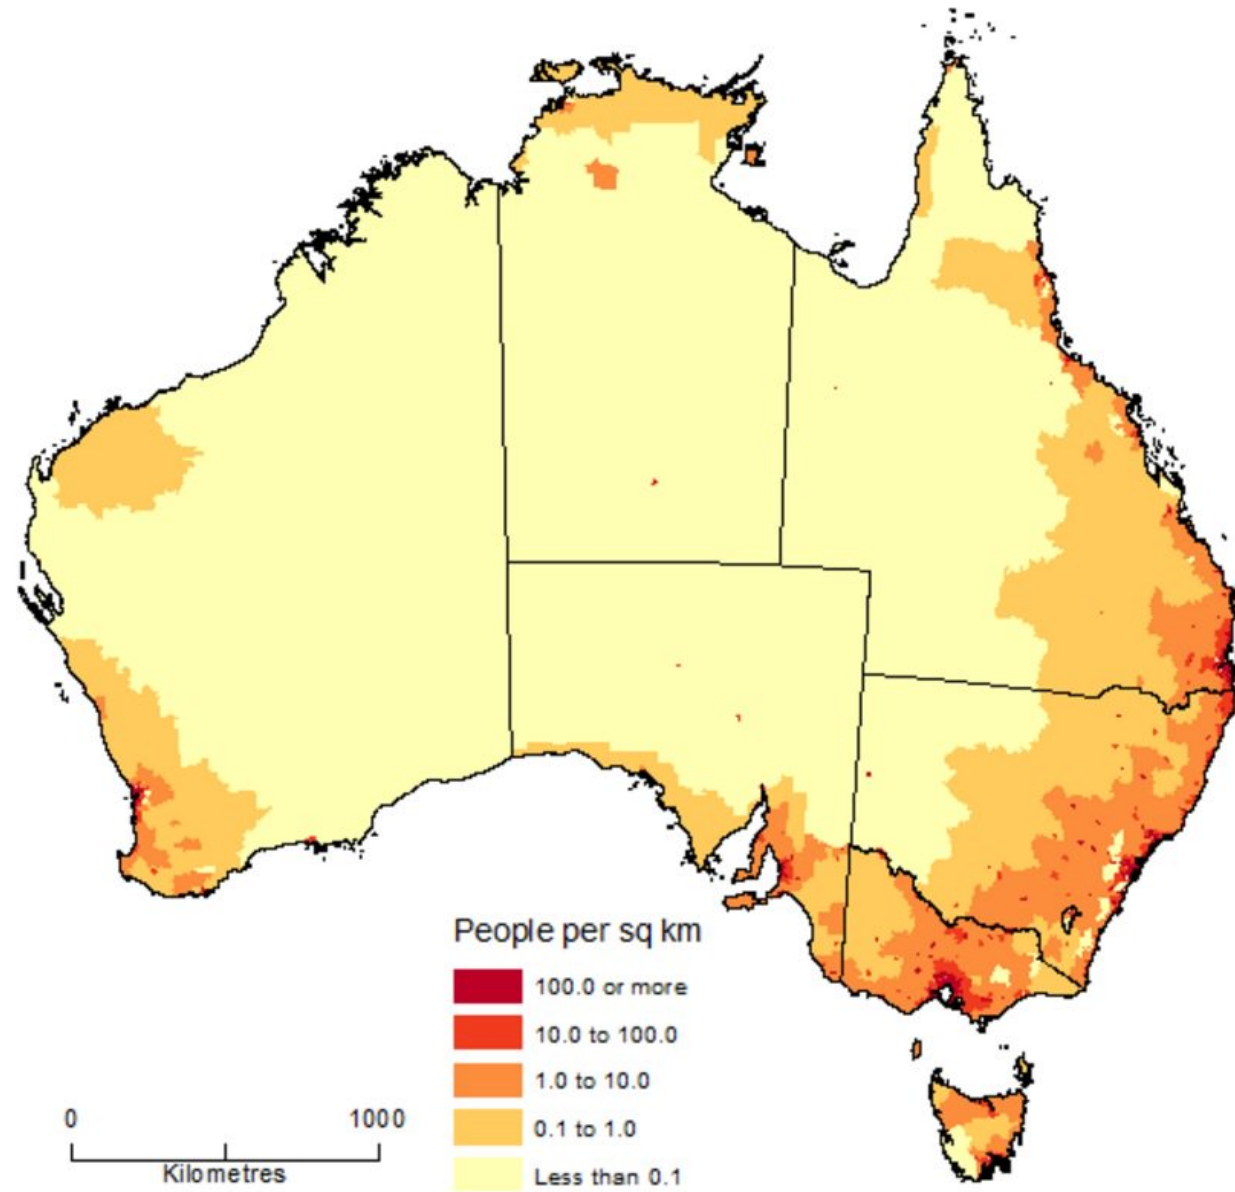 People per sq km
100.0 or more
10.0 to 100.0
1.0 to 10.0
0.1 to 1.0
Less than 0.1
0 1000
Kilometres